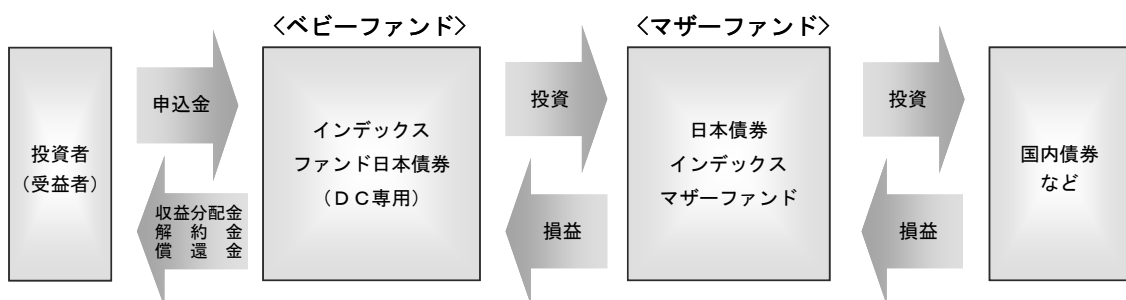 〈ベビーファンド〉
〈マザーファンド〉
投資者
（受益者）
申込金
収益分配金
解約金
償還金
インデックス
ファンド日本債券
（ＤＣ専用）
投資
損益
日本債券
インデックス
マザーファンド
投資
損益
国内債券
など